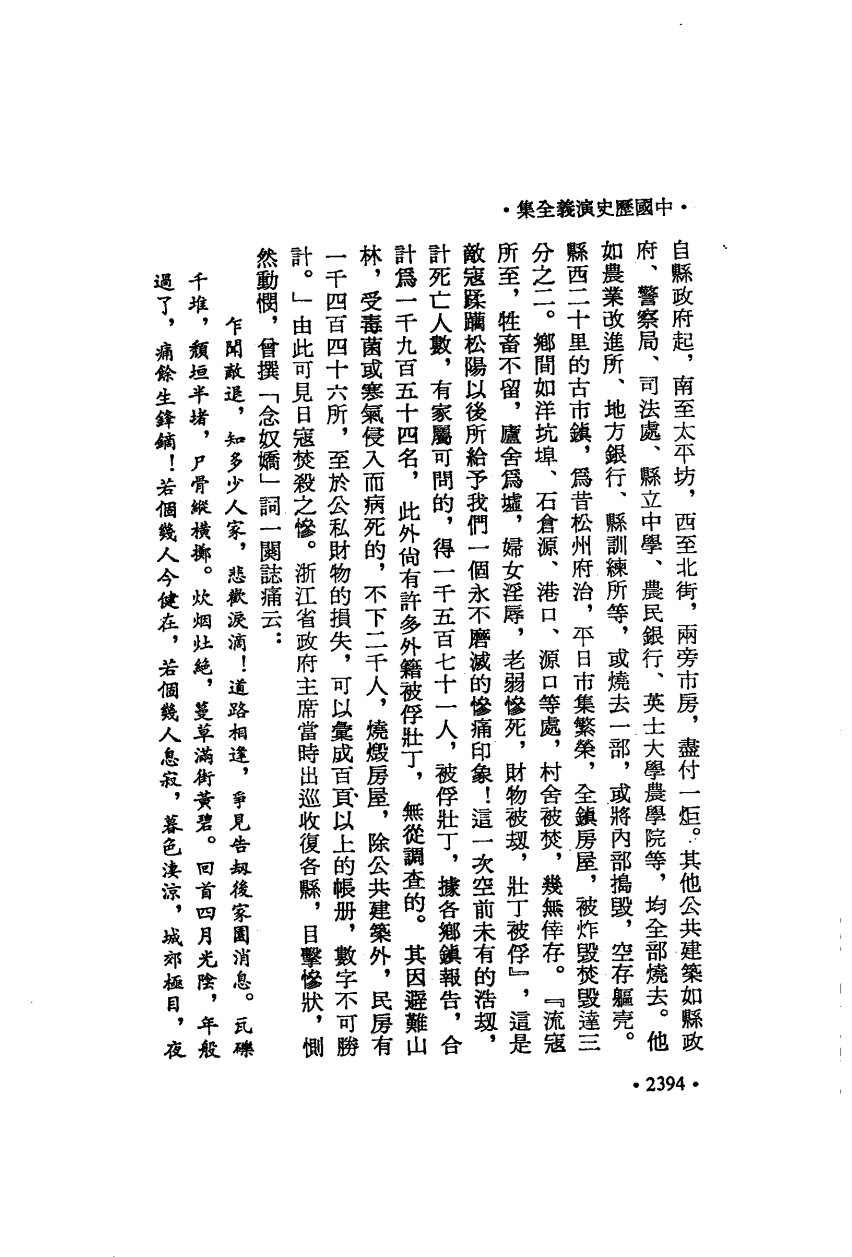 •中國歷史演義全集•
自縣政府起，南至太平坊，西至北街，兩旁市房，盡付一炬。其他公共建築如縣政
府、警察局、司法處、縣立中學、農民銀行、英士大學農學院等，均全部燒去。他
如農業改進所、地方銀行、縣訓練所等，或燒去一部，或將內部搗毀，空存軀壳。
縣西二十里的古市鎮，爲昔松州府治，平日市集繁榮，全鎮房屋，被炸毀焚毀達三
分之二。鄉間如洋坑埠、石倉源、港口、源口等處，村舍被焚，幾無倖存。『流寇
所至，牲畜不留，廬舍爲墟，婦女淫辱，老弱慘死，財物被刼，壯丁被俘』，這是
敵寇蹂躪松陽以後所給予我們一個永不磨滅的慘痛印象！這一次空前未有的浩刼，
計死亡人數，有家屬可問的，得一千五百七十一人，被俘壯丁，據各鄉鎮報告，合
計爲一千九百五十四名，此外尙有許多外籍被俘壯丁，無從調查的。其因避難山
林，受毒菌或寒氣侵入而病死的，不下二千人，燒燬房屋，除公共建築外，民房有
一千四百四十六所，至於公私財物的損失，可以彙成百頁以上的帳册，數字不可勝
計。」由此可見日寇焚殺之慘。浙江省政府主席當時出巡收復各縣，目擊慘狀，惻
然動憫，曾撰「念奴嬌」詞一闋誌痛云：
乍聞敵退，知多少人家，悲歡淚滴！道路相逢，爭見告刼後家園消息。瓦礫
千堆，頹垣半堵，尸骨縱橫擲。炊烟灶絕，蔓草滿街黃碧。回首四月光陰，年般
過了，痛餘生鋒鏑！若個幾人今健在，若個幾人息寂，暮色淒涼，城郊極目，夜
•2394•